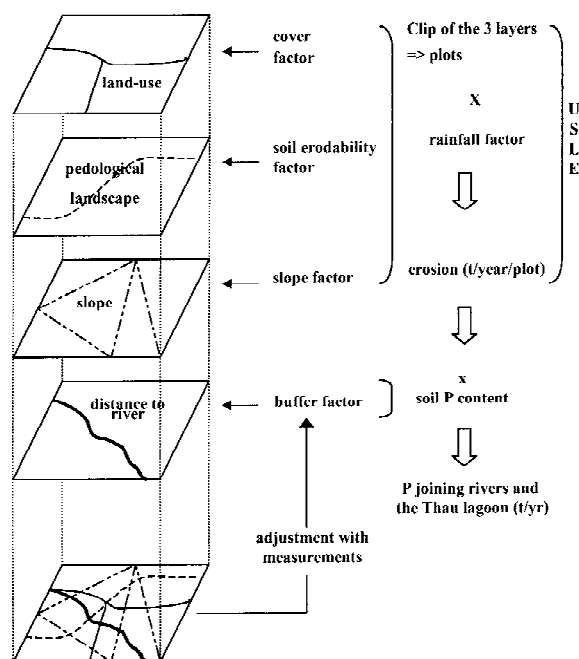 land-use
pedological
landscape
slope
distance to
river
cover
factor
soil erodability
factor
slope factor
buffer factor
adjustment with
measurements
Clip of the 3 layers
=> plots
X
rainfall factor
erosion (t/year/plot)
x
soil P content
P joining rivers and
the Thau lagoon (t/yr)
U
S
L
E